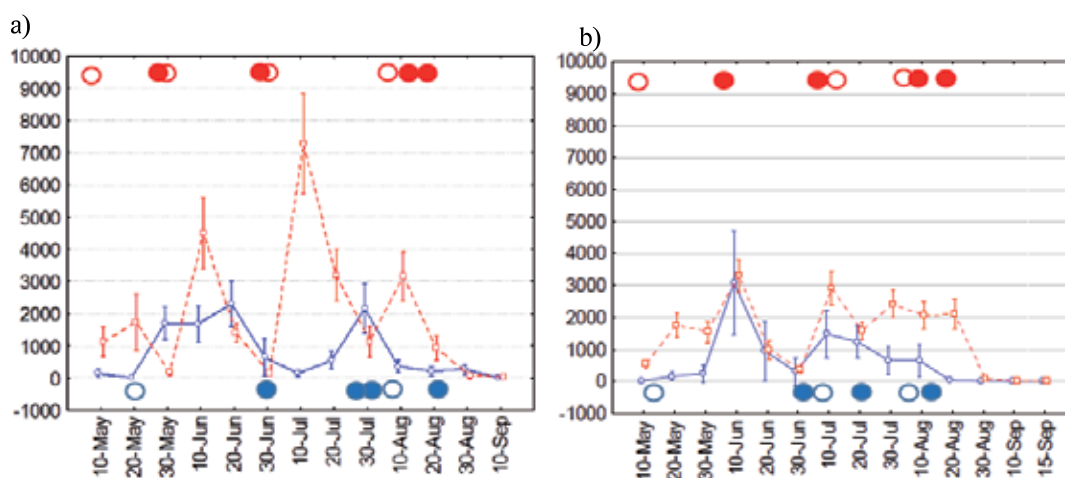 a)
10000
9000
8000
7000
6000
5000
4000
3000
2000
1000
0
-1000
10-May
20-May
30-May
10-Jun
20-Jun
30-Jun
10-Jul
20-Jul
30-Jul
10-Aug
20-Aug
30-Aug
10-Sep
b)
10000
9000
8000
7000
6000
5000
4000
3000
2000
1000
0
-1000
10-May
20-May
30-May
10-Jun
20-Jun
30-Jun
10-Jul
20-Jul
30-Jul
10-Aug
20-Aug
30-Aug
10-Sep
15-Sep